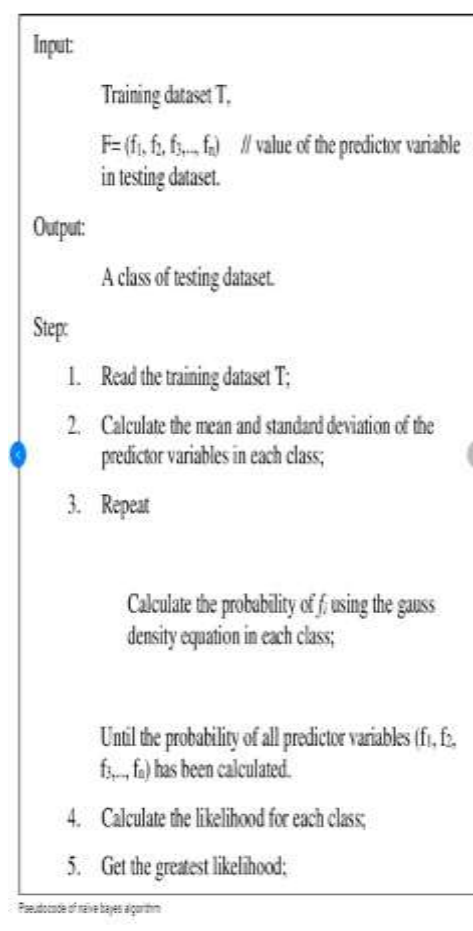 Input:
Training dataset T,
F= (f1, f2, f3,.., fn) // value of the predictor variable
in testing dataset.
Output:
A class of testing dataset.
Step:
1. Read the training dataset T;
2. Calculate the mean and standard deviation of the
predictor variables in each class;
3. Repeat
Calculate the probability of fi using the gauss
density equation in each class;
Until the probability of all predictor variables (f1, f2,
f3,.., fn) has been calculated.
4. Calculate the likelihood for each class;
5. Get the greatest likelihood;
Pseudocode of naive bayes algorithm